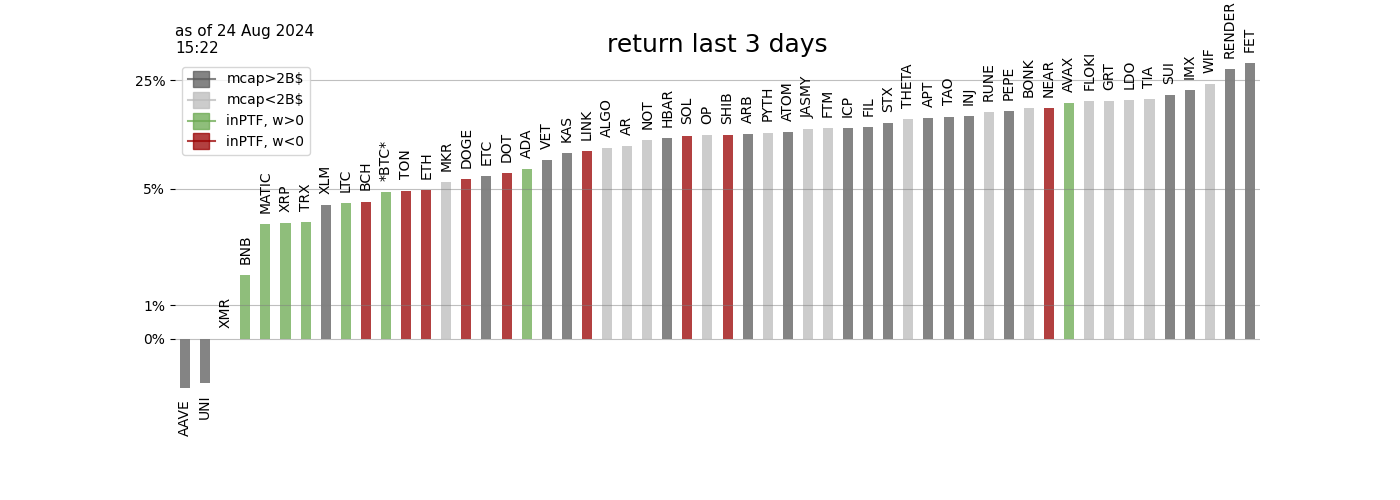 as of 24 Aug 2024
15:22
return last 3 days
mcap>2B$
mcap<2B$
inPTF, w>0
inPTF, w<0
25%
5%
1%
0%
AAVE
UNI
XMR
BNB
MATIC
XRP
TRX
XLM
LTC
BCH
*BTC*
TON
ETH
MKR
DOGE
ETC
DOT
ADA
VET
KAS
LINK
ALGO
AR
NOT
HBAR
SOL
OP
SHIB
ARB
PYTH
ATOM
JASMY
FTM
ICP
FIL
STX
THETA
APT
TAO
INJ
RUNE
PEPE
BONK
NEAR
AVAX
FLOKI
GRT
LDO
TIA
SUI
IMX
WIF
RENDER
FET